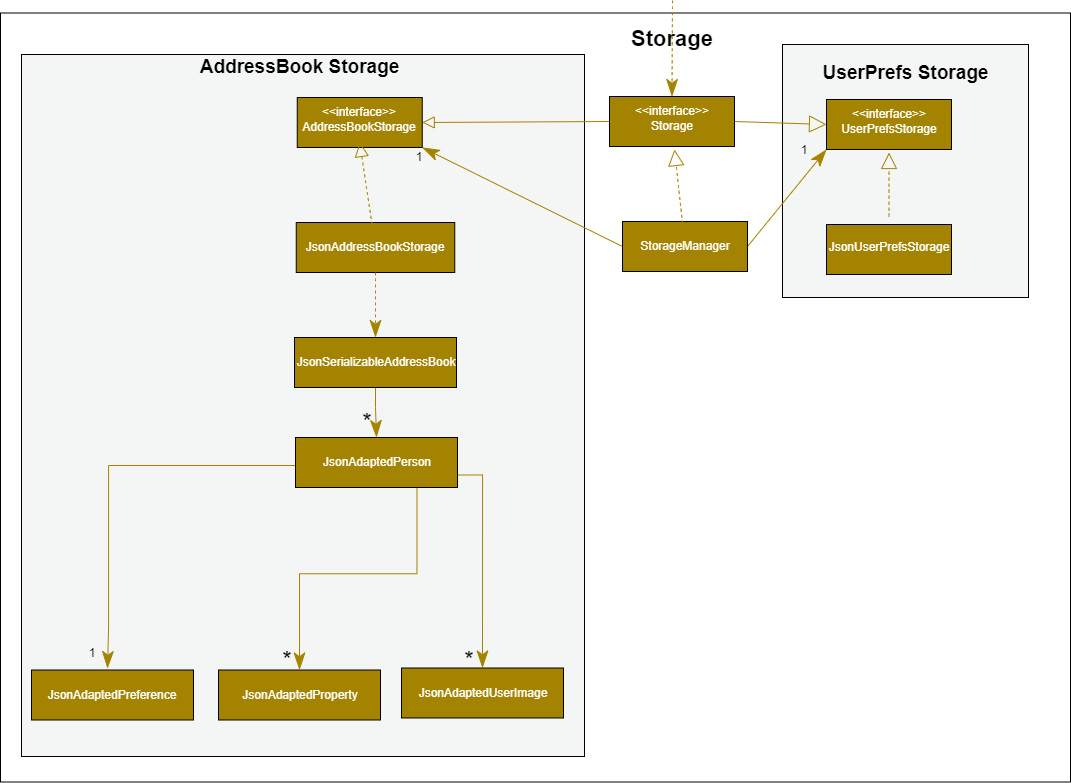 Storage
AddressBook Storage
UserPrefs Storage
<<interface>>
AddressBookStorage
1
<<interface>>
Storage
<<interface>>
UserPrefsStorage
1
JsonAddressBookStorage
StorageManager
JsonUserPrefsStorage
JsonSerializableAddressBook
*
JsonAdaptedPerson
1
*
*
JsonAdaptedPreference
JsonAdaptedProperty
JsonAdaptedUserImage